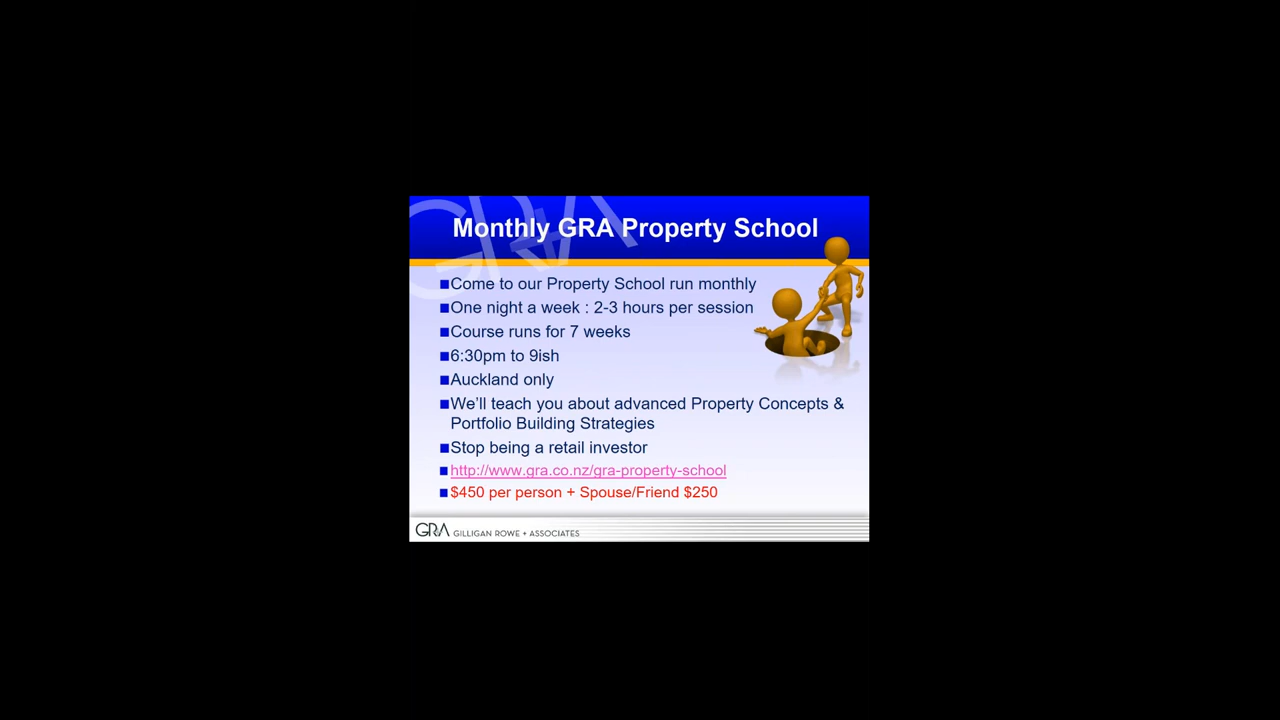 Monthly GRA Property School
■Come to our Property School run monthly
■One night a week : 2-3 hours per session
■Course runs for 7 weeks
■6:30pm to 9ish
■Auckland only
■We’ll teach you about advanced Property Concepts &
Portfolio Building Strategies
■Stop being a retail investor
■http://www.gra.co.nz/gra-property-school
■$450 per person + Spouse/Friend $250
GRA GILLIGAN ROWE + ASSOCIATES